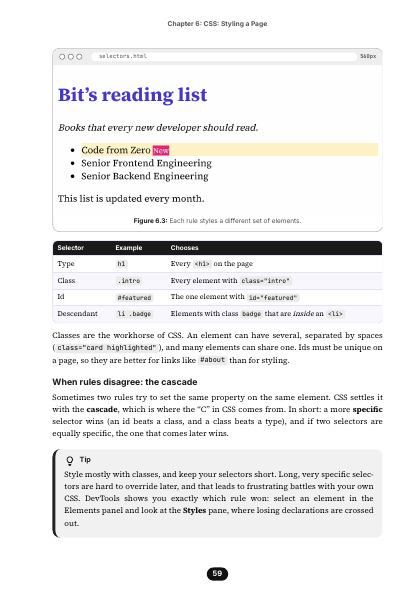 Chapter 6: CSS: Styling a Page
selectors.html
560px
Bit’s reading list
Books that every new developer should read.
• Code from Zero New
• Senior Frontend Engineering
• Senior Backend Engineering
This list is updated every month.
Figure 6.3: Each rule styles a different set of elements.
Selector Example Chooses
Type h1 Every <h1> on the page
Class .intro Every element with class="intro"
Id #featured The one element with id="featured"
Descendant li .badge Elements with class badge that are inside an <li>
Classes are the workhorse of CSS. An element can have several, separated by spaces
(class="card highlighted"), and many elements can share one. Ids must be unique on
a page, so they are better for links like #about than for styling.
When rules disagree: the cascade
Sometimes two rules try to set the same property on the same element. CSS settles it
with the cascade, which is where the “C” in CSS comes from. In short: a more specific
selector wins (an id beats a class, and a class beats a type), and if two selectors are
equally specific, the one that comes later wins.
Tip
Style mostly with classes, and keep your selectors short. Long, very specific selec-
tors are hard to override later, and that leads to frustrating battles with your own
CSS. DevTools shows you exactly which rule won: select an element in the
Elements panel and look at the Styles pane, where losing declarations are crossed
out.
59